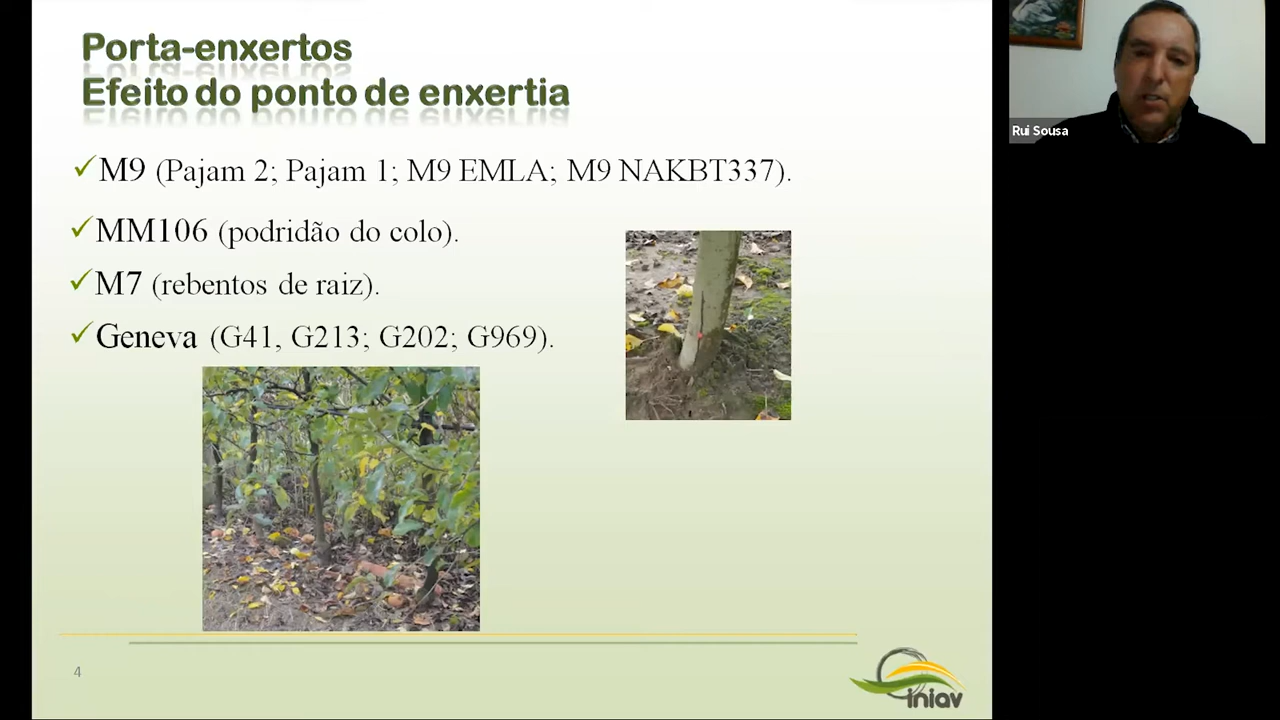 Porta-enxertos
Efeito do ponto de enxertia
M9 (Pajam 2; Pajam 1; M9 EMLA; M9 NAKBT337).
MM106 (podridão do colo).
M7 (rebentos de raiz).
Geneva (G41, G213; G202; G969).
4
iniav
Rui Sousa